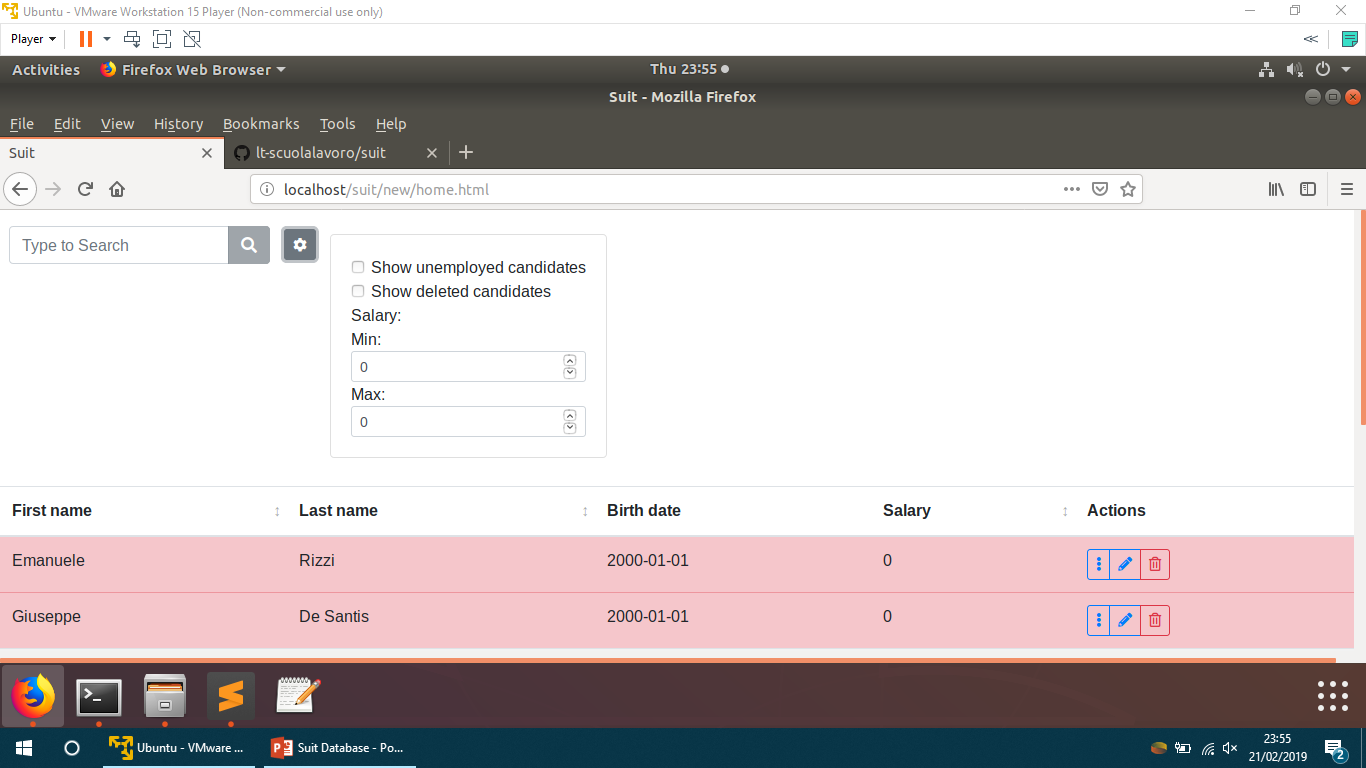 Ubuntu - VMware Workstation 15 Player (Non-commercial use only)
Player
Activities Firefox Web Browser Thu 23:55
Suit - Mozilla Firefox
File Edit View History Bookmarks Tools Help
Suit lt-scuolalavoro/suit
localhost/suit/new/home.html
Type to Search
Show unemployed candidates
Show deleted candidates
Salary:
Min:
0
Max:
0
First name Last name Birth date Salary Actions
Emanuele Rizzi 2000-01-01 0
Giuseppe De Santis 2000-01-01 0
Ubuntu - VMware ... Suit Database - Po... 23:55
21/02/2019 2